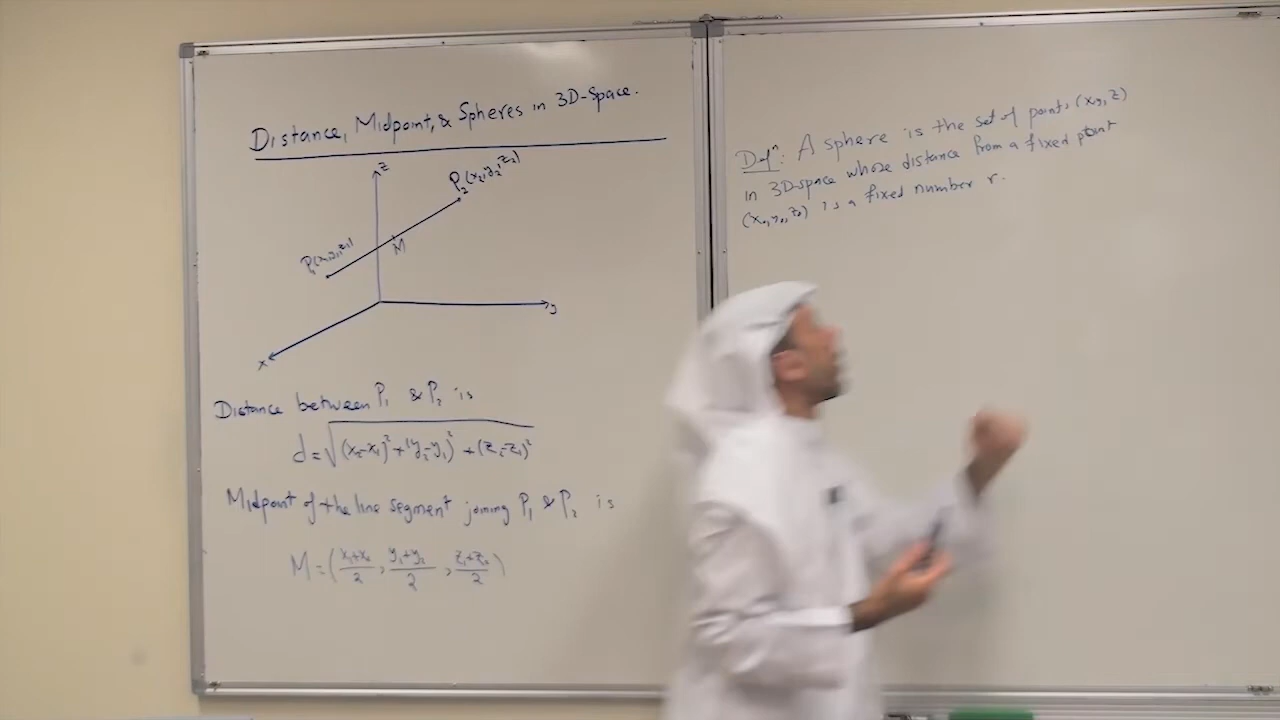 Distance, Midpoint, & Spheres in 3D-Space.
z
P₂(x₂,y₂,z₂)
P₁(x₁,y₁,z₁)
M
y
x
Distance between P₁ & P₂ is
d=√(x₂-x₁)²+(y₂-y₁)²+(z₂-z₁)²
Midpoint of the line segment joining P₁ & P₂ is
M=(x₁+x₂/2, y₁+y₂/2, z₁+z₂/2)
Defⁿ: A sphere is the set of points (x,y,z)
in 3D-space whose distance from a fixed point
(x₀,y₀,z₀) is a fixed number r.